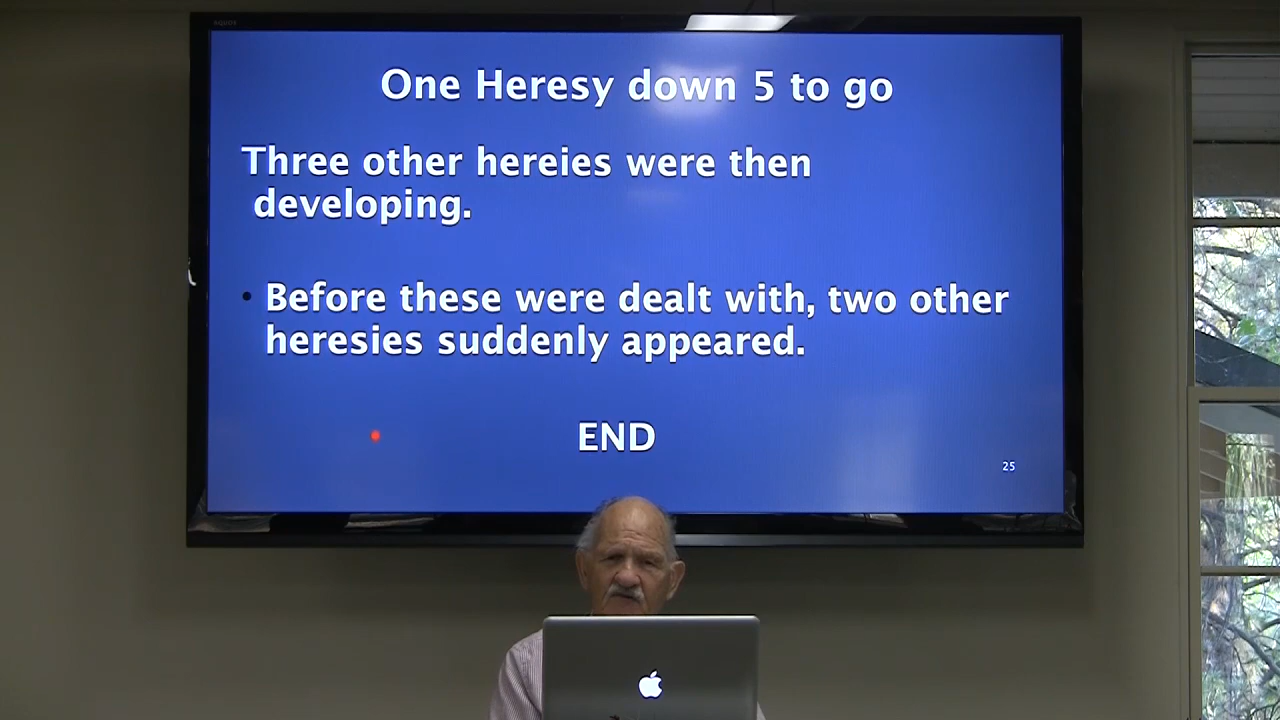 One Heresy down 5 to go
Three other hereies were then
developing.
• Before these were dealt with, two other
heresies suddenly appeared.
END
25